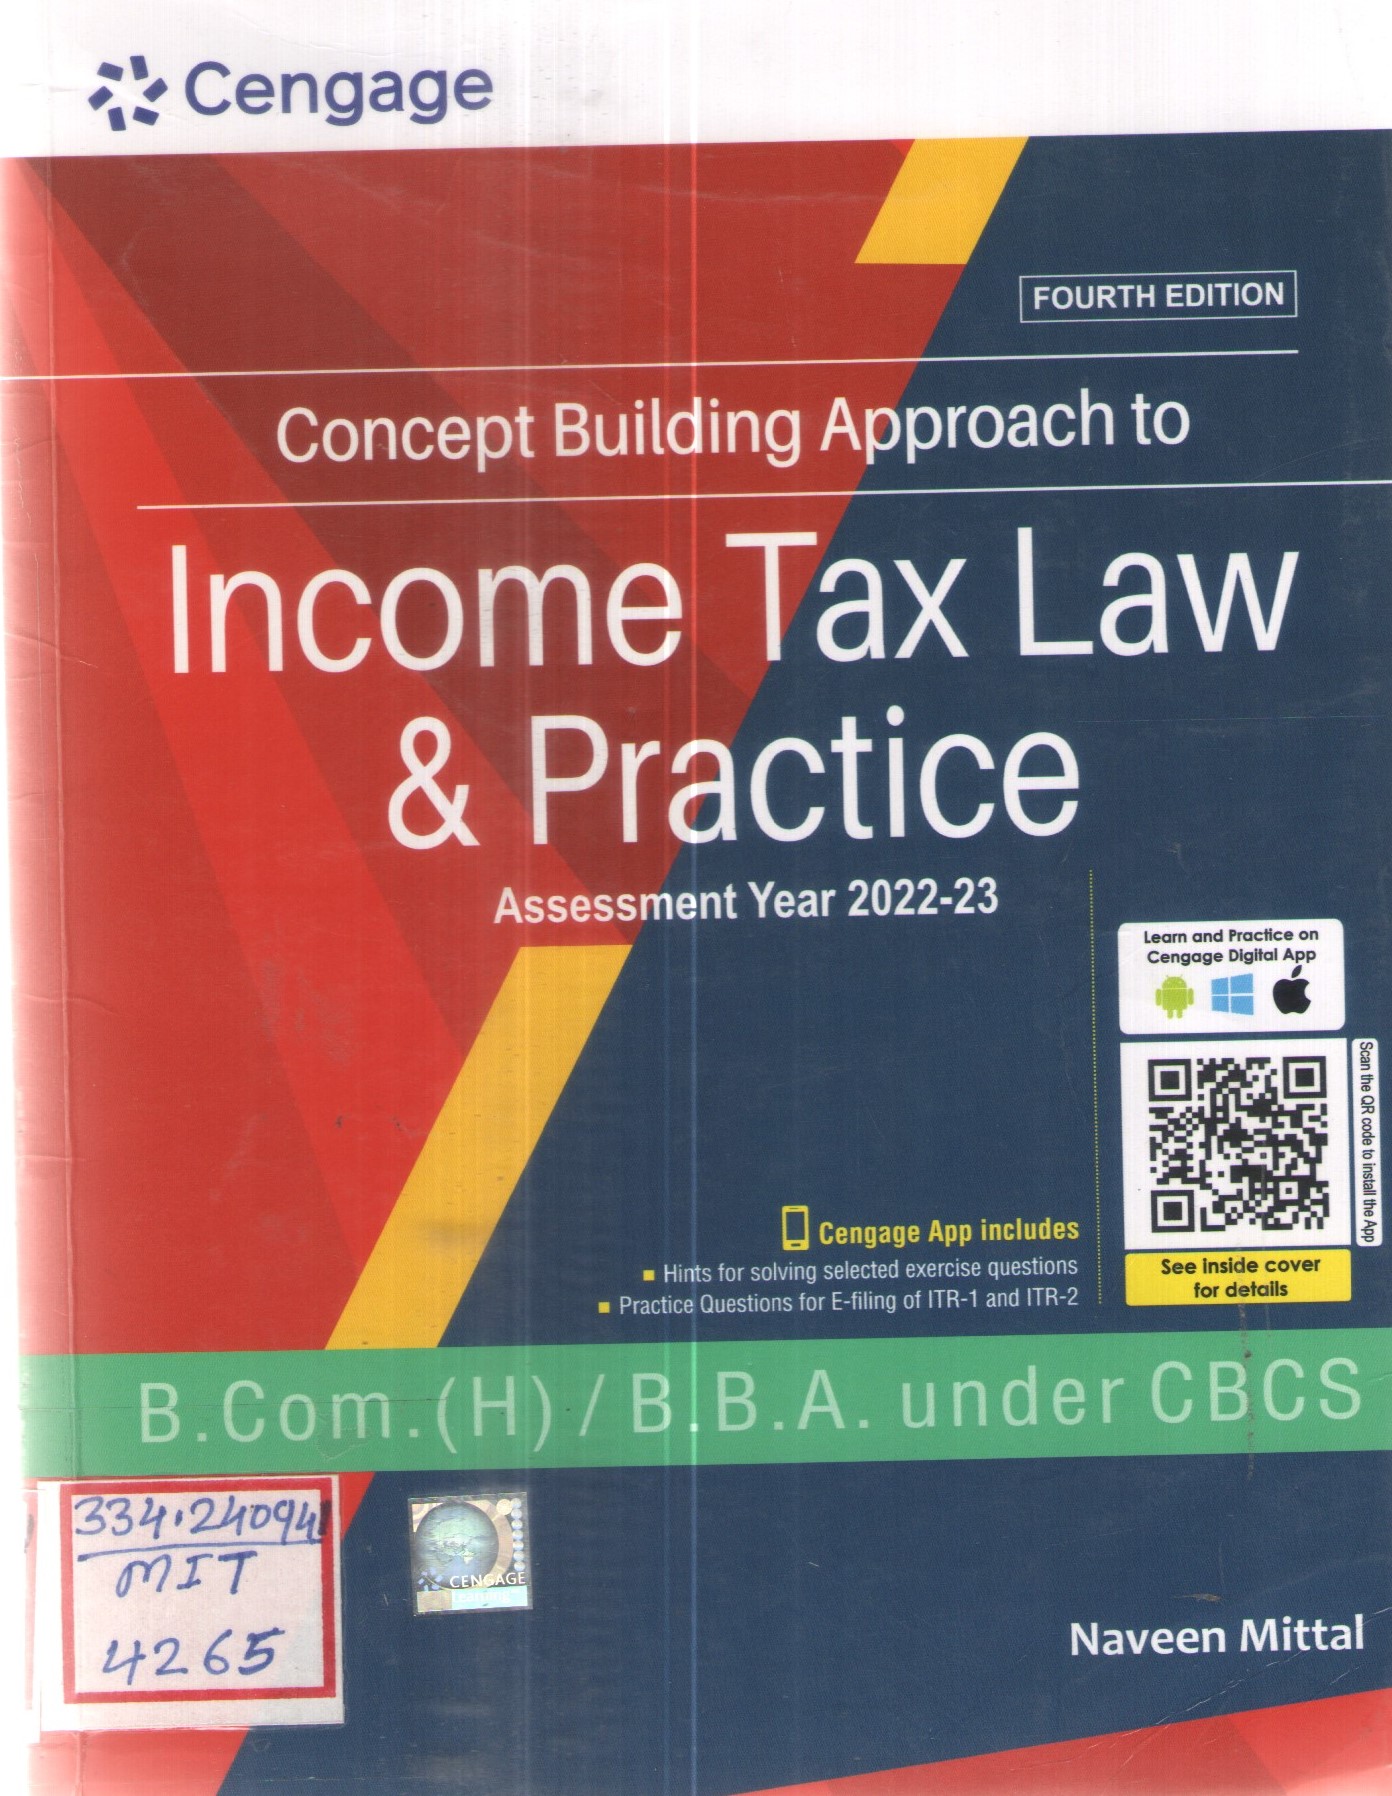 Cengage
FOURTH EDITION
Concept Building Approach to
Income Tax Law
& Practice
Assessment Year 2022-23
Learn and Practice on
Cengage Digital App
Scan the QR code to install the App
See inside cover
for details
Cengage App includes
Hints for solving selected exercise questions
Practice Questions for E-filing of ITR-1 and ITR-2
B.Com.(H) / B.B.A. under CBCS
334.240941
MIT
4265
CENGAGE
Learning
Naveen Mittal